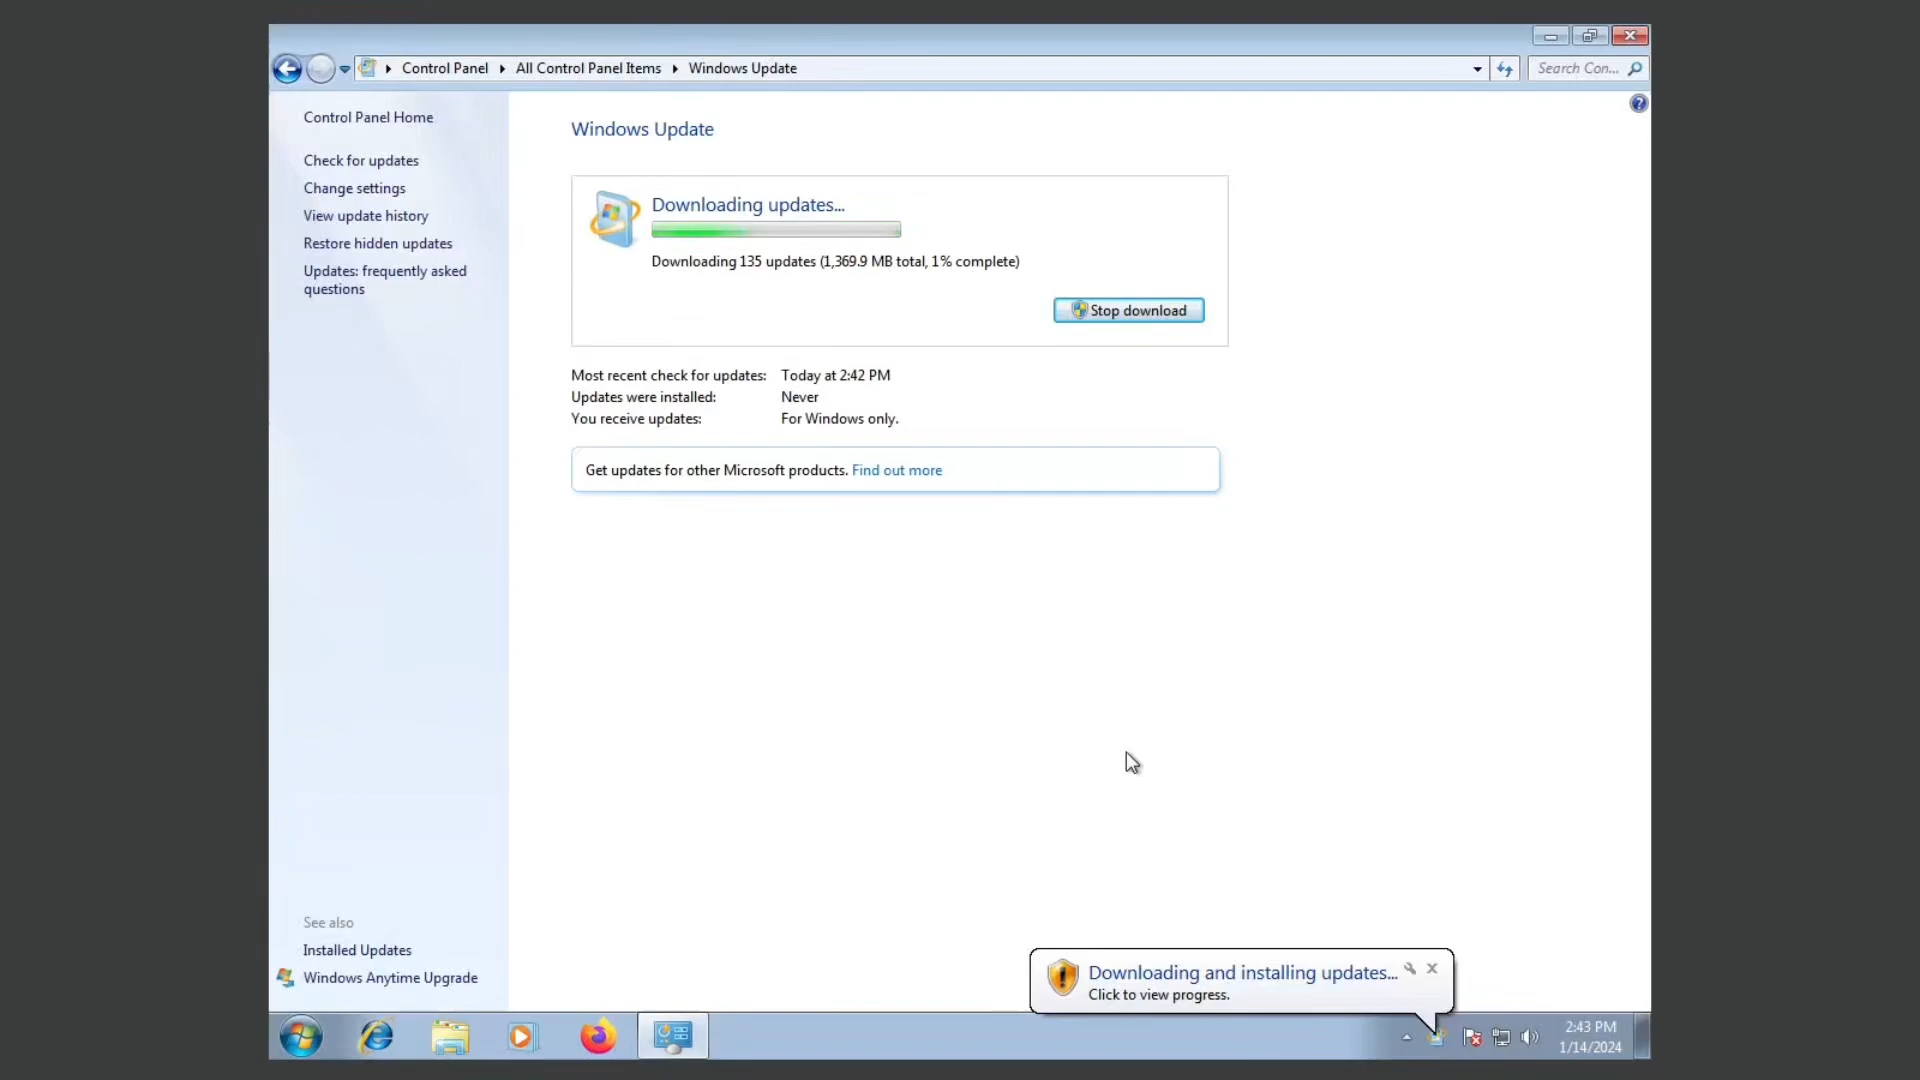 Control Panel All Control Panel Items Windows Update
Search Con...
Control Panel Home
Check for updates
Change settings
View update history
Restore hidden updates
Updates: frequently asked
questions
Windows Update
Downloading updates...
Downloading 135 updates (1,369.9 MB total, 1% complete)
Stop download
Most recent check for updates: Today at 2:42 PM
Updates were installed: Never
You receive updates: For Windows only.
Get updates for other Microsoft products. Find out more
See also
Installed Updates
Windows Anytime Upgrade
Downloading and installing updates...
Click to view progress.
2:43 PM
1/14/2024